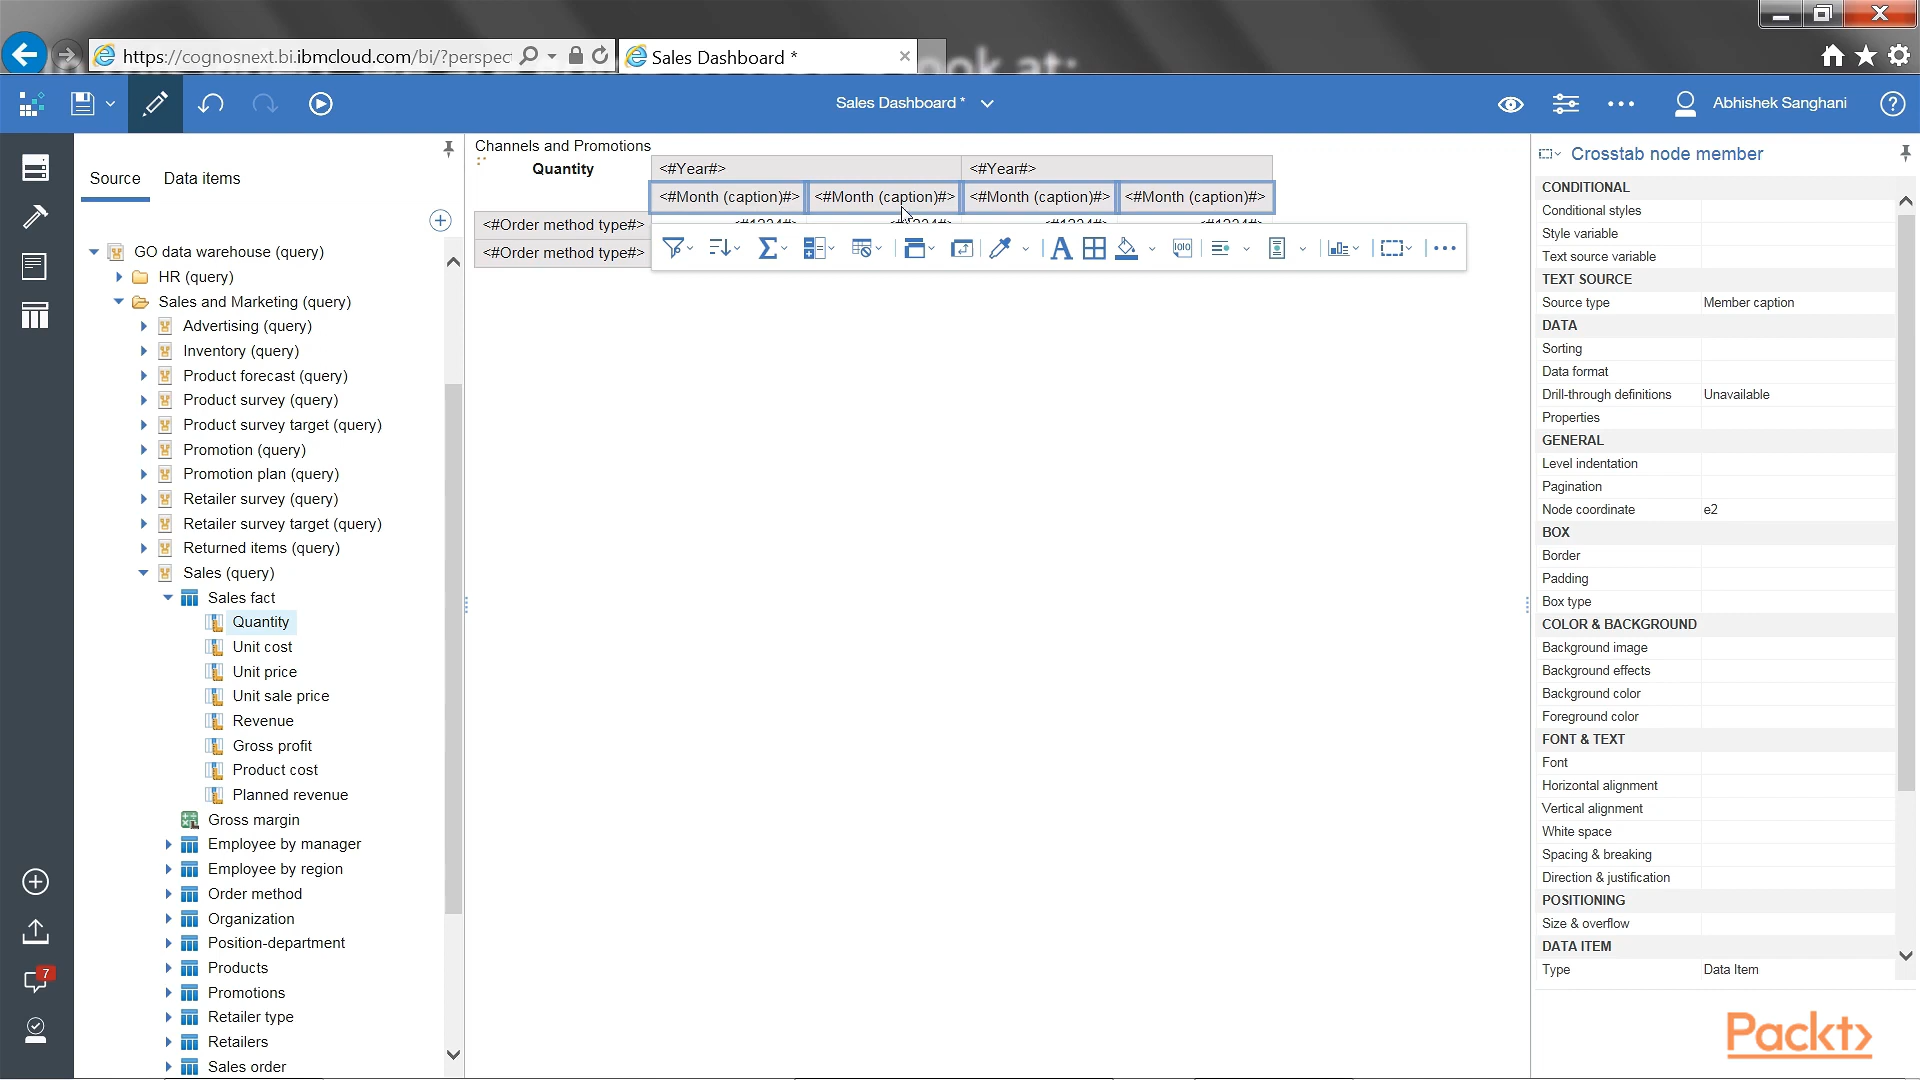 ook at:
https://cognosnext.bi.ibmcloud.com/bi/?perspec
Sales Dashboard *
Sales Dashboard *
Abhishek Sanghani
Source
Data items
GO data warehouse (query)
HR (query)
Sales and Marketing (query)
Advertising (query)
Inventory (query)
Product forecast (query)
Product survey (query)
Product survey target (query)
Promotion (query)
Promotion plan (query)
Retailer survey (query)
Retailer survey target (query)
Returned items (query)
Sales (query)
Sales fact
Quantity
Unit cost
Unit price
Unit sale price
Revenue
Gross profit
Product cost
Planned revenue
Gross margin
Employee by manager
Employee by region
Order method
Organization
Position-department
Products
Promotions
Retailer type
Retailers
Sales order
7
Channels and Promotions
Quantity <#Year#> <#Year#>
<#Month (caption)#> <#Month (caption)#> <#Month (caption)#> <#Month (caption)#>
<#Order method type#> <#1234#> <#1234#> <#1234#> <#1234#>
<#Order method type#>
Crosstab node member
CONDITIONAL
Conditional styles
Style variable
Text source variable
TEXT SOURCE
Source type Member caption
DATA
Sorting
Data format
Drill-through definitions Unavailable
Properties
GENERAL
Level indentation
Pagination
Node coordinate e2
BOX
Border
Padding
Box type
COLOR & BACKGROUND
Background image
Background effects
Background color
Foreground color
FONT & TEXT
Font
Horizontal alignment
Vertical alignment
White space
Spacing & breaking
Direction & justification
POSITIONING
Size & overflow
DATA ITEM
Type Data Item
Packt>